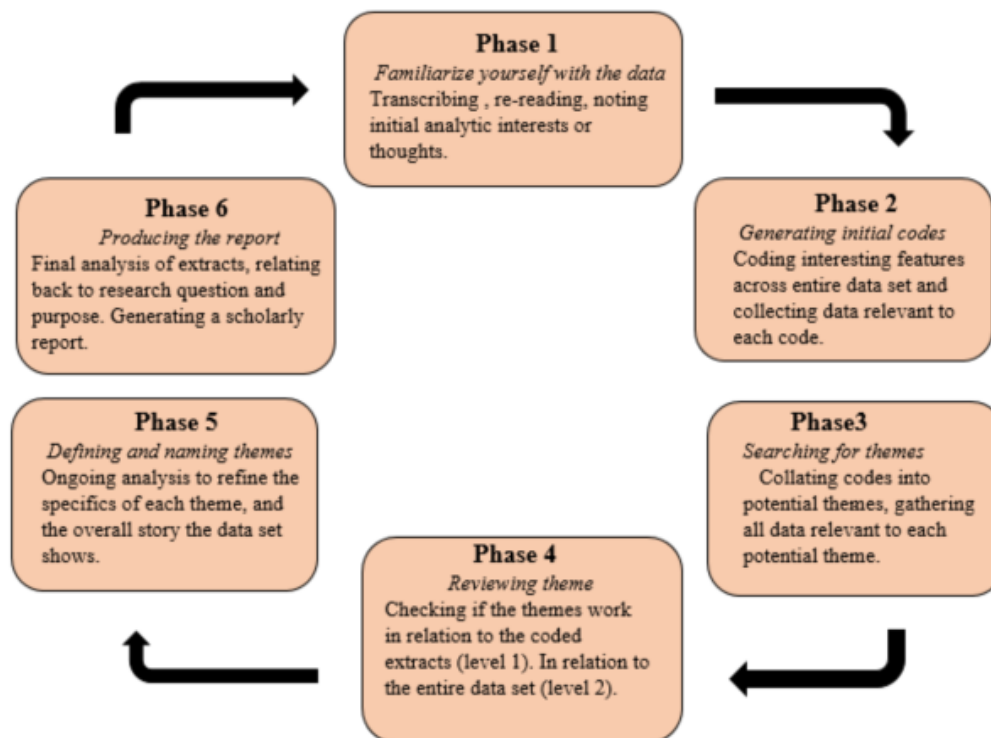 Phase 1
Familiarize yourself with the data
Transcribing , re-reading, noting
initial analytic interests or
thoughts.
Phase 2
Generating initial codes
Coding interesting features
across entire data set and
collecting data relevant to
each code.
Phase3
Searching for themes
Collating codes into
potential themes, gathering
all data relevant to each
potential theme.
Phase 4
Reviewing theme
Checking if the themes work
in relation to the coded
extracts (level 1). In relation to
the entire data set (level 2).
Phase 5
Defining and naming themes
Ongoing analysis to refine the
specifics of each theme, and
the overall story the data set
shows.
Phase 6
Producing the report
Final analysis of extracts, relating
back to research question and
purpose. Generating a scholarly
report.